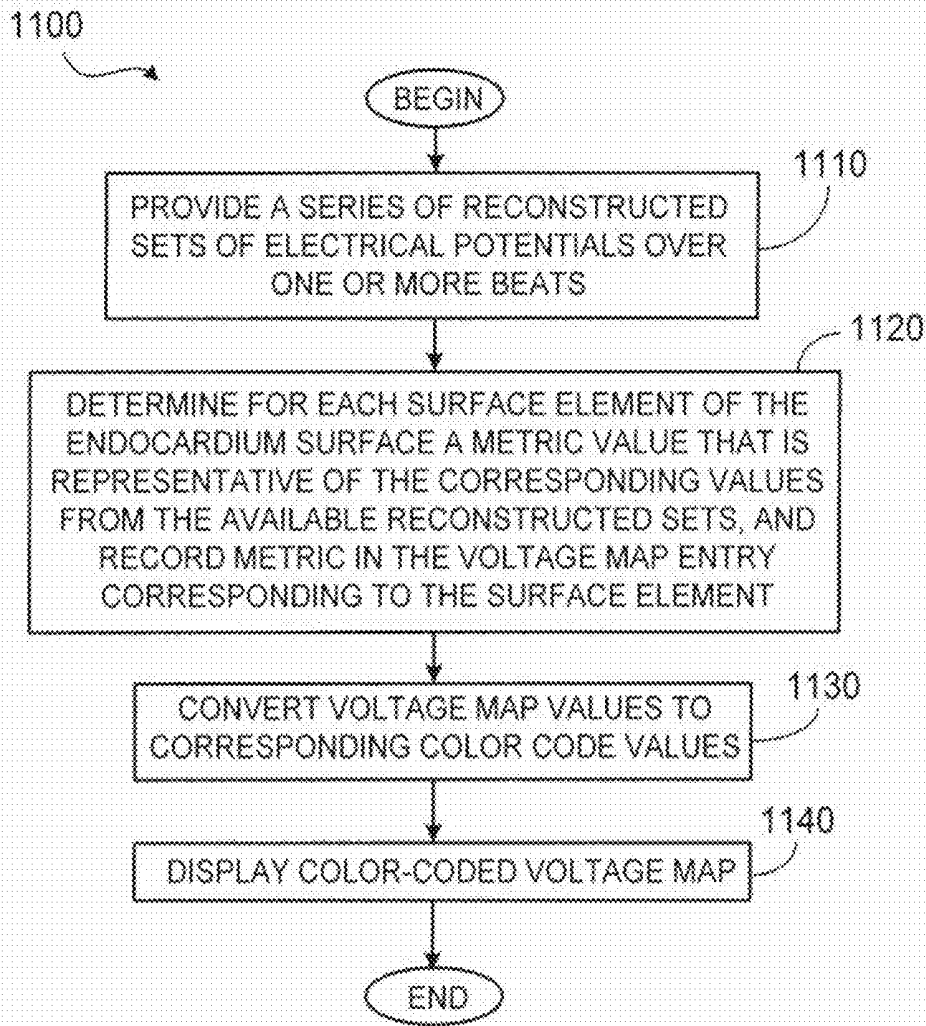 1100
BEGIN
1110
PROVIDE A SERIES OF RECONSTRUCTED
SETS OF ELECTRICAL POTENTIALS OVER
ONE OR MORE BEATS
1120
DETERMINE FOR EACH SURFACE ELEMENT OF THE
ENDOCARDIUM SURFACE A METRIC VALUE THAT IS
REPRESENTATIVE OF THE CORRESPONDING VALUES
FROM THE AVAILABLE RECONSTRUCTED SETS, AND
RECORD METRIC IN THE VOLTAGE MAP ENTRY
CORRESPONDING TO THE SURFACE ELEMENT
1130
CONVERT VOLTAGE MAP VALUES TO
CORRESPONDING COLOR CODE VALUES
1140
DISPLAY COLOR-CODED VOLTAGE MAP
END